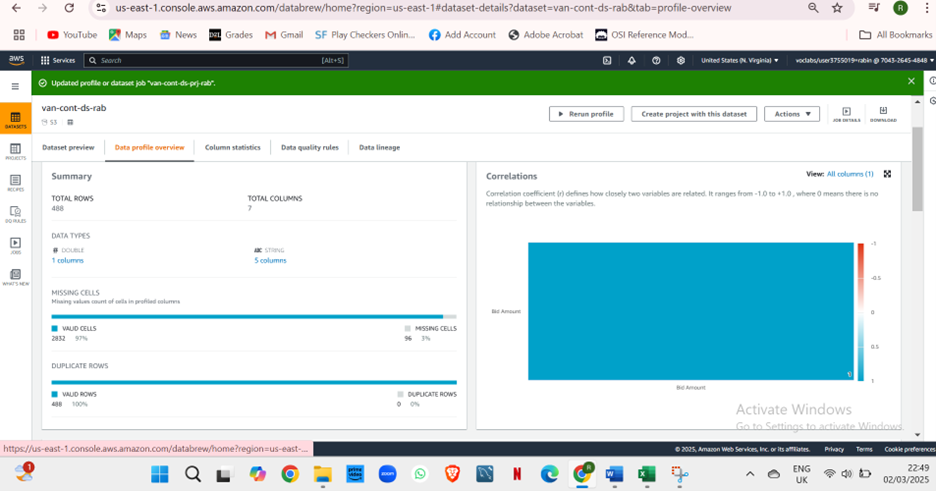 us-east-1.console.aws.amazon.com/databrew/home?region=us-east-1#dataset-details?dataset=van-cont-ds-rab&tab=profile-overview
R
YouTube Maps News D2L Grades Gmail SF Play Checkers Onlin... Add Account Adobe Acrobat OSI Reference Mod... All Bookmarks
aws Services Search [Alt+S] United States (N. Virginia) voclabs/user3755019=rabin @ 7043-2645-4848
Updated profile or dataset job "van-cont-ds-prj-rab".
van-cont-ds-rab
S3
Rerun profile Create project with this dataset Actions JOB DETAILS DOWNLOAD
DATASETS
PROJECTS
RECIPES
DQ RULES
JOBS
WHAT'S NEW
Dataset preview Data profile overview Column statistics Data quality rules Data lineage
Summary
TOTAL ROWS TOTAL COLUMNS
488 7
DATA TYPES
# DOUBLE ABC STRING
1 columns 5 columns
MISSING CELLS
Missing values count of cells in profiled columns
VALID CELLS MISSING CELLS
2832 97% 96 3%
DUPLICATE ROWS
VALID ROWS DUPLICATE ROWS
488 100% 0 0%
Correlations View: All columns (1)
Correlation coefficient (r) defines how closely two variables are related. It ranges from -1.0 to +1.0 , where 0 means there is no
relationship between the variables.
-1
-0.5
0
0.5
1
Bid Amount
Bid Amount
Activate Windows
Go to Settings to activate Windows.
https://us-east-1.console.aws.amazon.com/databrew/home?region=us-east-...
© 2025, Amazon Web Services, Inc. or its affiliates. Privacy Terms Cookie preferences
1
prime video
zoom
N
R
W
X
ENG
UK
22:49
02/03/2025